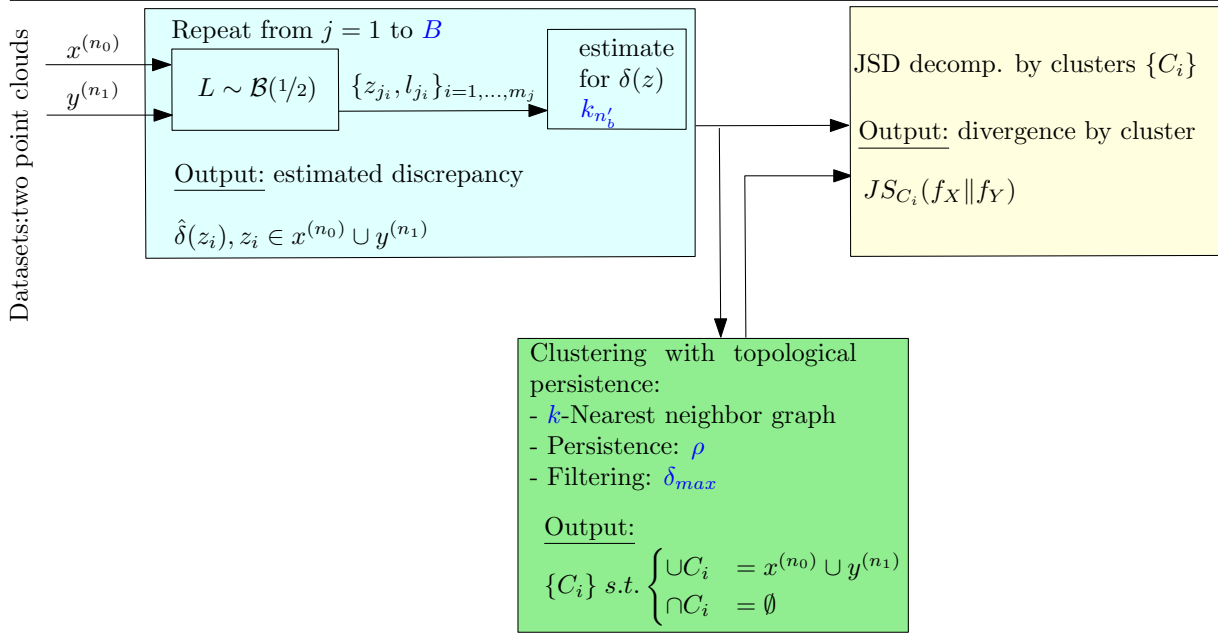 Datasets:two point clouds
x^{(n_0)}
y^{(n_1)}
Repeat from j = 1 to B
L ∼ ℬ(1/2)
{z_{j_i}, l_{j_i}}_{i=1,...,m_j}
estimate
for δ(z)
k_{n'_b}
Output: estimated discrepancy
δ̂(z_i), z_i ∈ x^{(n_0)} ∪ y^{(n_1)}
JSD decomp. by clusters {C_i}
Output: divergence by cluster
JS_{C_i}(f_X‖f_Y)
Clustering with topological
persistence:
- k-Nearest neighbor graph
- Persistence: ρ
- Filtering: δ_{max}
Output:
{C_i} s.t. { ∪C_i = x^{(n_0)} ∪ y^{(n_1)}
∩C_i = ∅